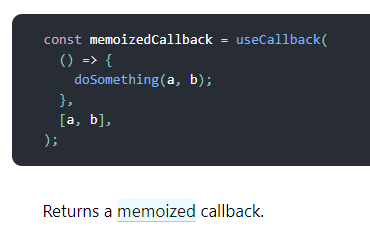 const memoizedCallback = useCallback(
  () => {
    doSomething(a, b);
  },
  [a, b],
);
Returns a memoized callback.